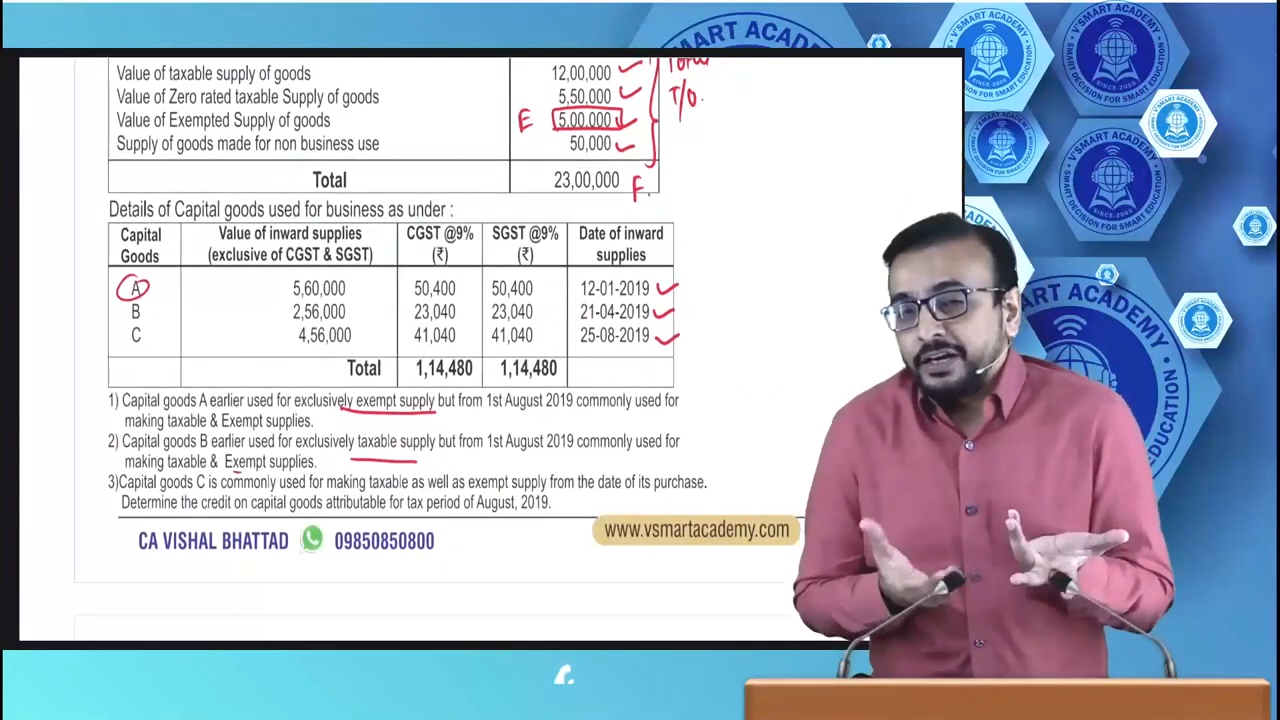 Value of taxable supply of goods 12,00,000
Value of Zero rated taxable Supply of goods 5,50,000
T/O.
Value of Exempted Supply of goods E 5,00,000
Supply of goods made for non business use 50,000
Total 23,00,000 F.
Details of Capital goods used for business as under :
Capital Goods Value of inward supplies (exclusive of CGST & SGST) CGST @9% (₹) SGST @9% (₹) Date of inward supplies
A 5,60,000 50,400 50,400 12-01-2019
B 2,56,000 23,040 23,040 21-04-2019
C 4,56,000 41,040 41,040 25-08-2019
Total 1,14,480 1,14,480
1) Capital goods A earlier used for exclusively exempt supply but from 1st August 2019 commonly used for
making taxable & Exempt supplies.
2) Capital goods B earlier used for exclusively taxable supply but from 1st August 2019 commonly used for
making taxable & Exempt supplies.
3)Capital goods C is commonly used for making taxable as well as exempt supply from the date of its purchase.
Determine the credit on capital goods attributable for tax period of August, 2019.
CA VISHAL BHATTAD 09850850800
www.vsmartacademy.com
V'SMART ACADEMY
SINCE-2005
SMART DECISION FOR SMART EDUCATION